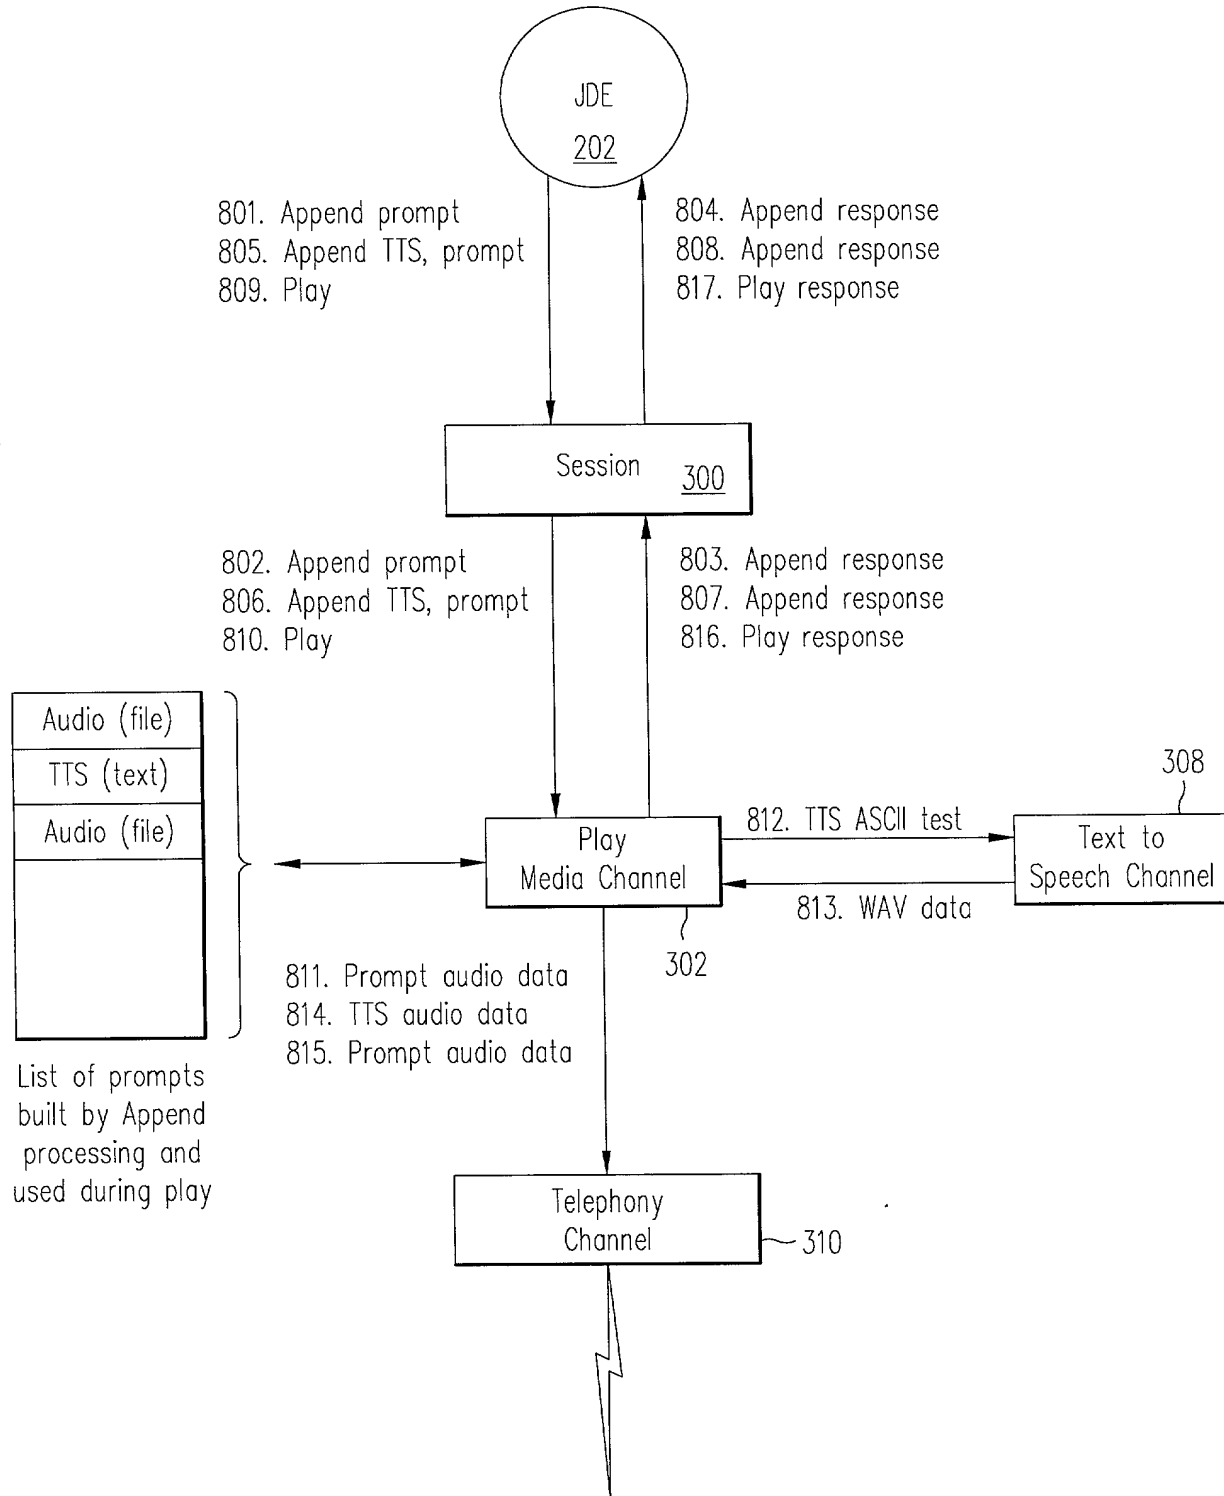 JDE
202
801. Append prompt
805. Append TTS, prompt
809. Play
804. Append response
808. Append response
817. Play response
Session
300
802. Append prompt
806. Append TTS, prompt
810. Play
803. Append response
807. Append response
816. Play response
Audio (file)
TTS (text)
Audio (file)
List of prompts
built by Append
processing and
used during play
Play
Media Channel
302
812. TTS ASCII test
813. WAV data
308
Text to
Speech Channel
811. Prompt audio data
814. TTS audio data
815. Prompt audio data
Telephony
Channel
310